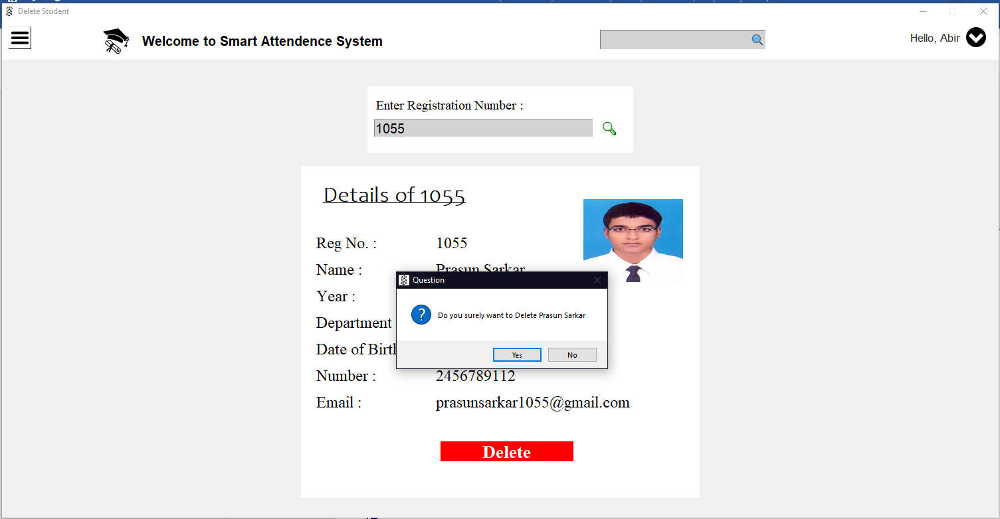 Delete Student
Welcome to Smart Attendence System
Hello, Abir
Enter Registration Number :
1055
Details of 1055
Reg No. : 1055
Name : Prasun Sarkar
Question
Year :
Do you surely want to Delete Prasun Sarkar
Department
Date of Birth
Yes No
Number : 2456789112
Email : prasunsarkar1055@gmail.com
Delete